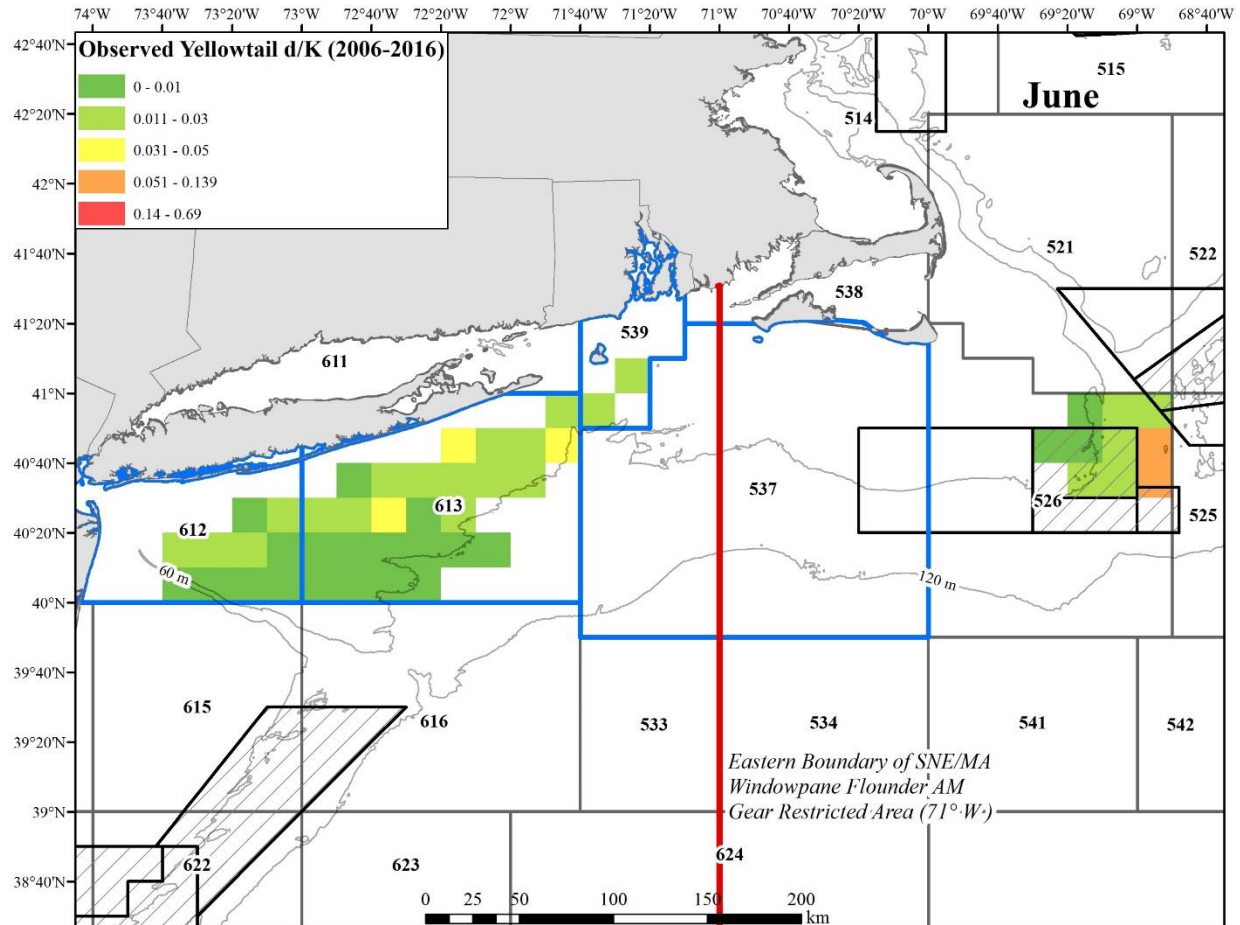 74°W 73°40'W 73°20'W 73°W 72°40'W 72°20'W 72°W 71°40'W 71°20'W 71°W 70°40'W 70°20'W 70°W 69°40'W 69°20'W 69°W 68°40'W
Observed Yellowtail d/K (2006-2016)
0 - 0.01
0.011 - 0.03
0.031 - 0.05
0.051 - 0.139
0.14 - 0.69
June
42°40'N
42°20'N
42°N
41°40'N
41°20'N
41°N
40°40'N
40°20'N
40°N
39°40'N
39°20'N
39°N
38°40'N
515
514
521
522
538
539
611
537
613
612
526
525
60 m
120 m
615
616
533
534
541
542
Eastern Boundary of SNE/MA
Windowpane Flounder AM
Gear Restricted Area (71° W)
622
623
624
0 25 50 100 150 200
km